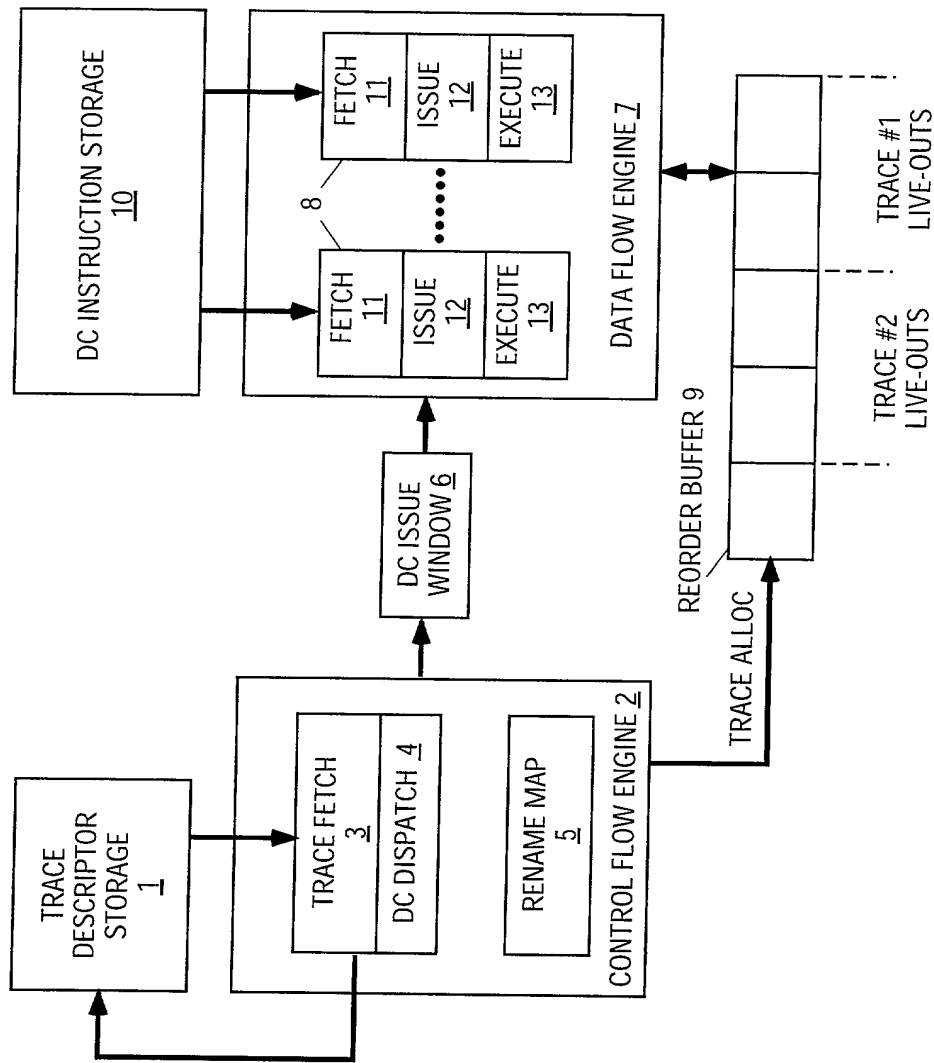 TRACE
DESCRIPTOR
STORAGE
1
TRACE FETCH
3
DC DISPATCH 4
RENAME MAP
5
CONTROL FLOW ENGINE 2
DC ISSUE
WINDOW 6
DC INSTRUCTION STORAGE
10
8
FETCH
11
ISSUE
12
EXECUTE
13
FETCH
11
ISSUE
12
EXECUTE
13
DATA FLOW ENGINE 7
TRACE ALLOC
REORDER BUFFER 9
TRACE #2
LIVE-OUTS
TRACE #1
LIVE-OUTS